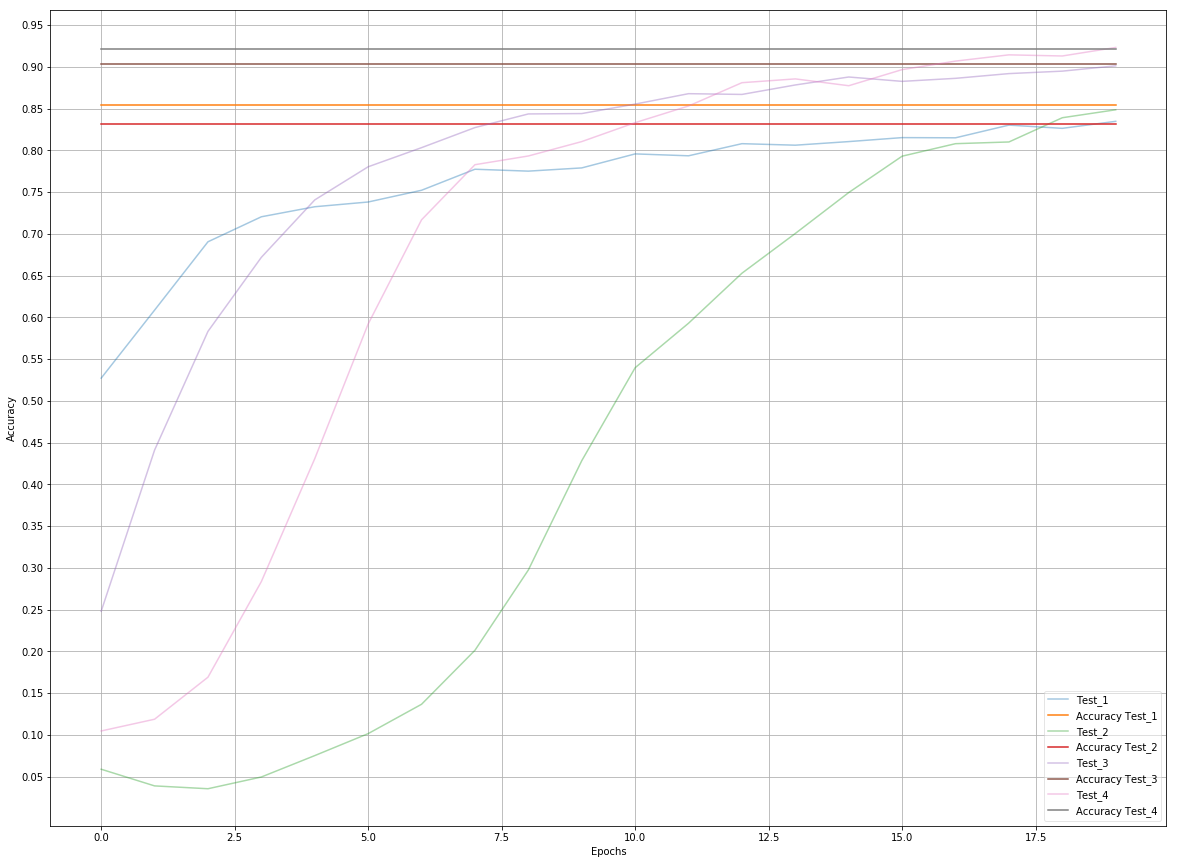 0.95
0.90
0.85
0.80
0.75
0.70
0.65
0.60
0.55
0.50
0.45
0.40
0.35
0.30
0.25
0.20
0.15
0.10
0.05
Accuracy
0.0 2.5 5.0 7.5 10.0 12.5 15.0 17.5
Epochs
Test_1
Accuracy Test_1
Test_2
Accuracy Test_2
Test_3
Accuracy Test_3
Test_4
Accuracy Test_4